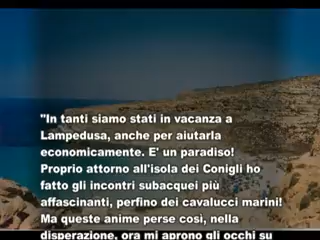 "In tanti siamo stati in vacanza a
Lampedusa, anche per aiutarla
economicamente. E' un paradiso!
Proprio attorno all'isola dei Conigli ho
fatto gli incontri subacquei più
affascinanti, perfino dei cavalucci marini!
Ma queste anime perse così, nella
disperazione, ora mi aprono gli occhi su